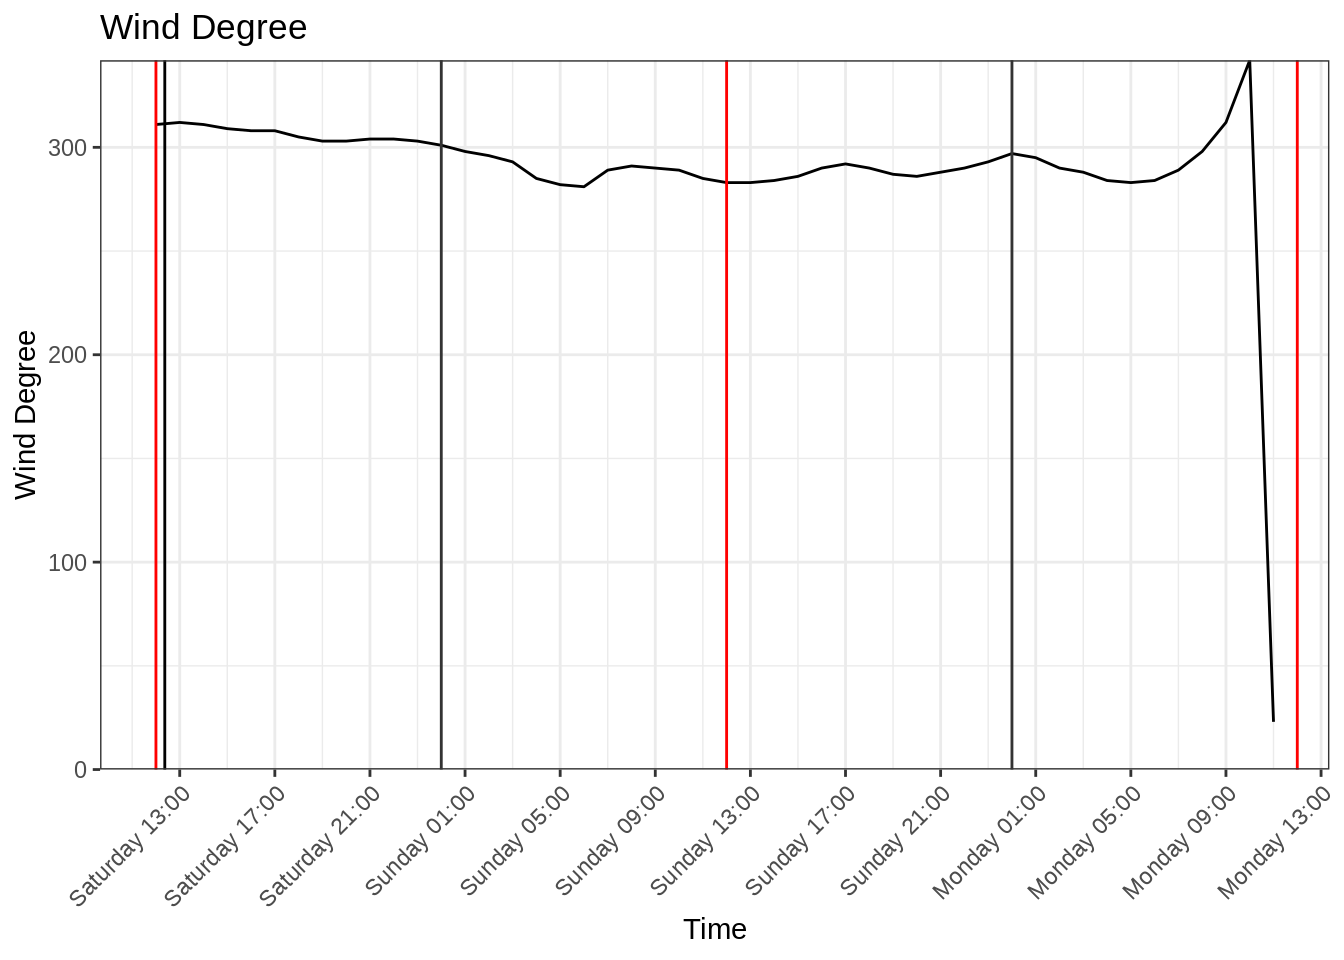 Wind Degree
Wind Degree
300
200
100
0
Saturday 13:00
Saturday 17:00
Saturday 21:00
Sunday 01:00
Sunday 05:00
Sunday 09:00
Sunday 13:00
Sunday 17:00
Sunday 21:00
Monday 01:00
Monday 05:00
Monday 09:00
Monday 13:00
Time